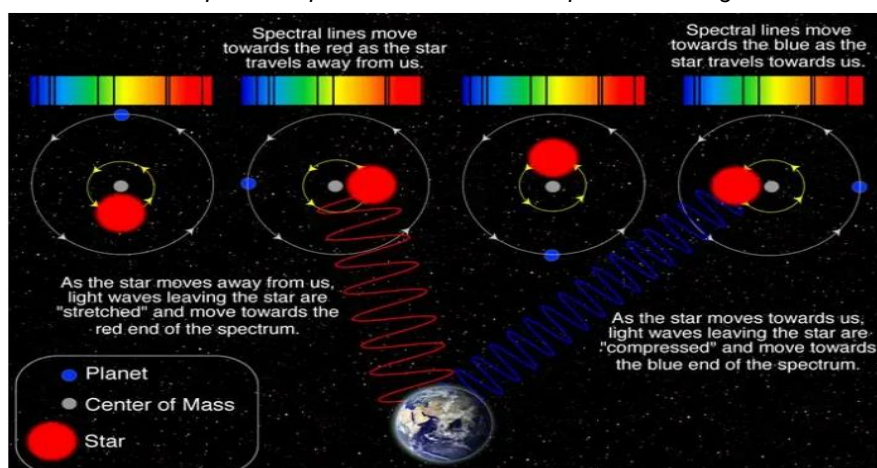 Spectral lines move
towards the red as the star
travels away from us.
Spectral lines move
towards the blue as the
star travels towards us.
As the star moves away from us,
light waves leaving the star are
"stretched" and move towards the
red end of the spectrum.
As the star moves towards us,
light waves leaving the star are
"compressed" and move towards
the blue end of the spectrum.
Planet
Center of Mass
Star